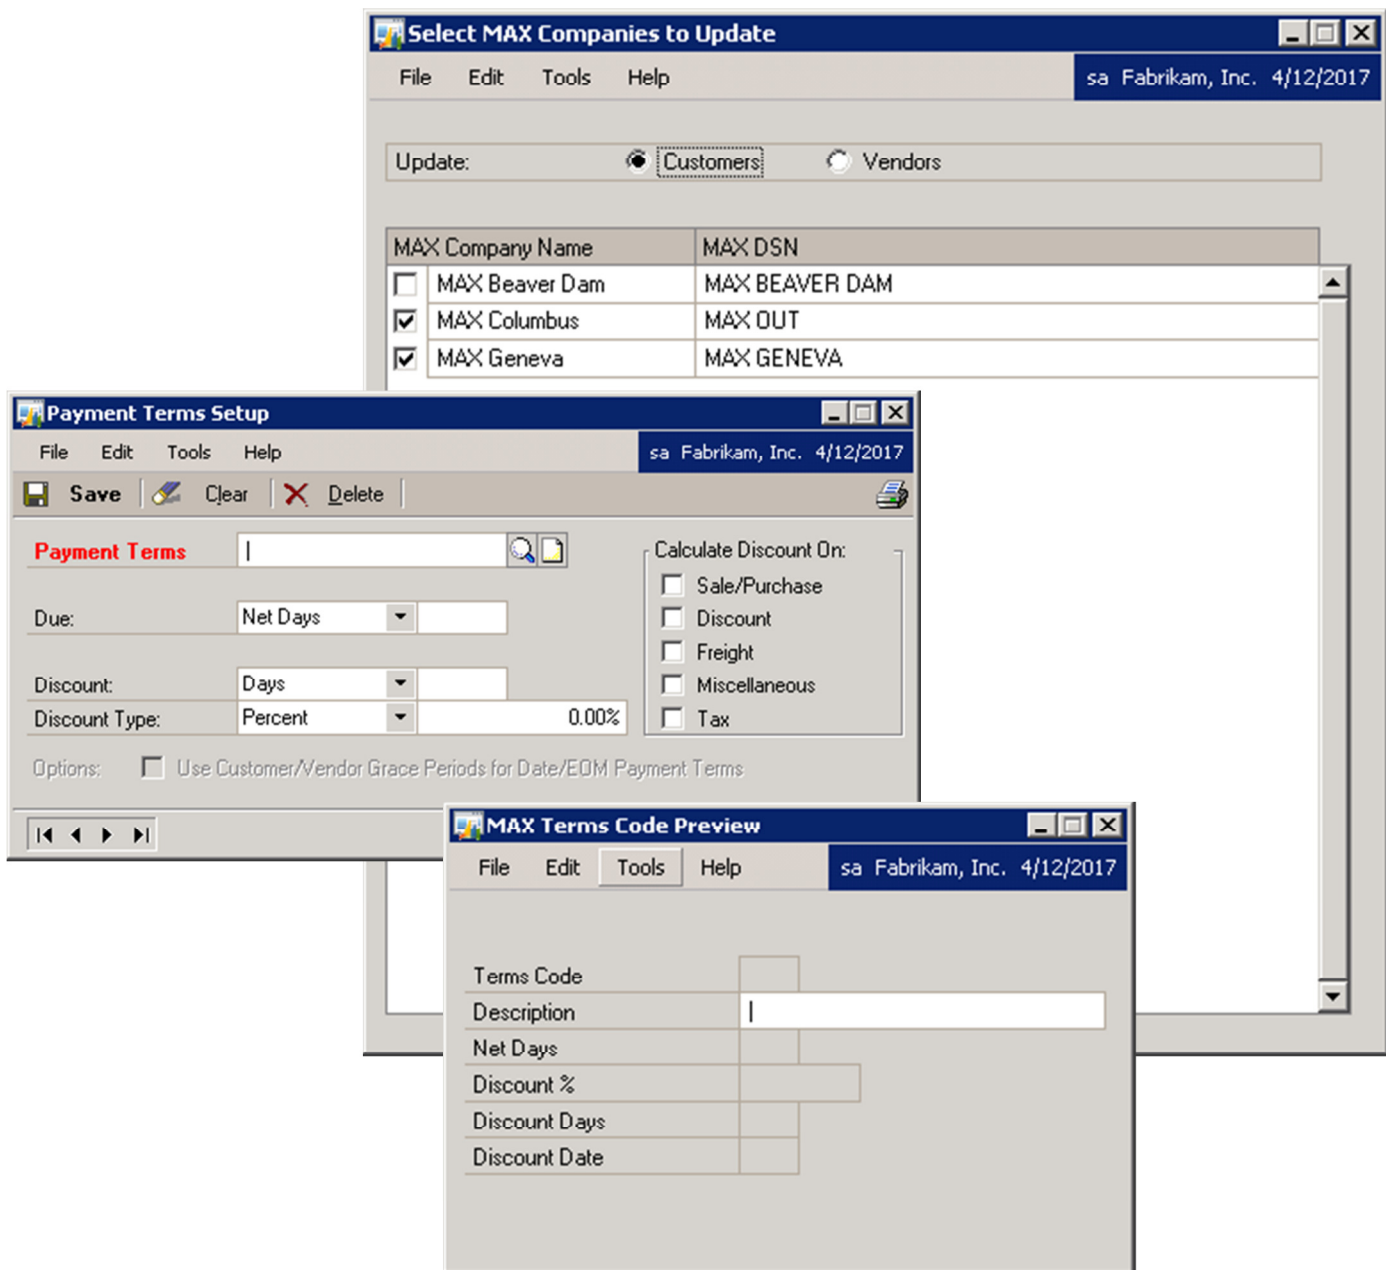 Select MAX Companies to Update
File Edit Tools Help sa Fabrikam, Inc. 4/12/2017
Update: Customers Vendors
MAX Company Name MAX DSN
MAX Beaver Dam MAX BEAVER DAM
MAX Columbus MAX OUT
MAX Geneva MAX GENEVA
Payment Terms Setup
File Edit Tools Help sa Fabrikam, Inc. 4/12/2017
Save Clear Delete
Payment Terms
Calculate Discount On:
Sale/Purchase
Due: Net Days
Discount
Freight
Discount: Days
Miscellaneous
Discount Type: Percent 0.00%
Tax
Options: Use Customer/Vendor Grace Periods for Date/EOM Payment Terms
MAX Terms Code Preview
File Edit Tools Help sa Fabrikam, Inc. 4/12/2017
Terms Code
Description
Net Days
Discount %
Discount Days
Discount Date